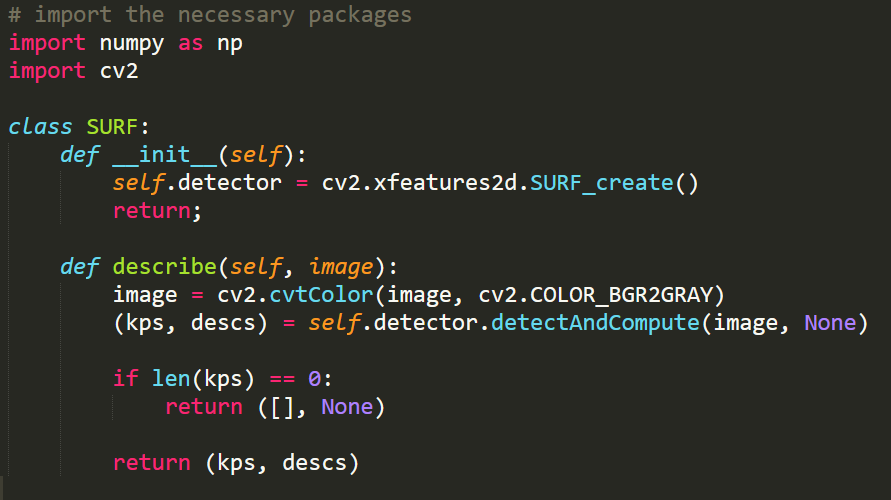 # import the necessary packages
import numpy as np
import cv2
class SURF:
    def __init__(self):
        self.detector = cv2.xfeatures2d.SURF_create()
        return;
    def describe(self, image):
        image = cv2.cvtColor(image, cv2.COLOR_BGR2GRAY)
        (kps, descs) = self.detector.detectAndCompute(image, None)
        if len(kps) == 0:
            return ([], None)
        return (kps, descs)